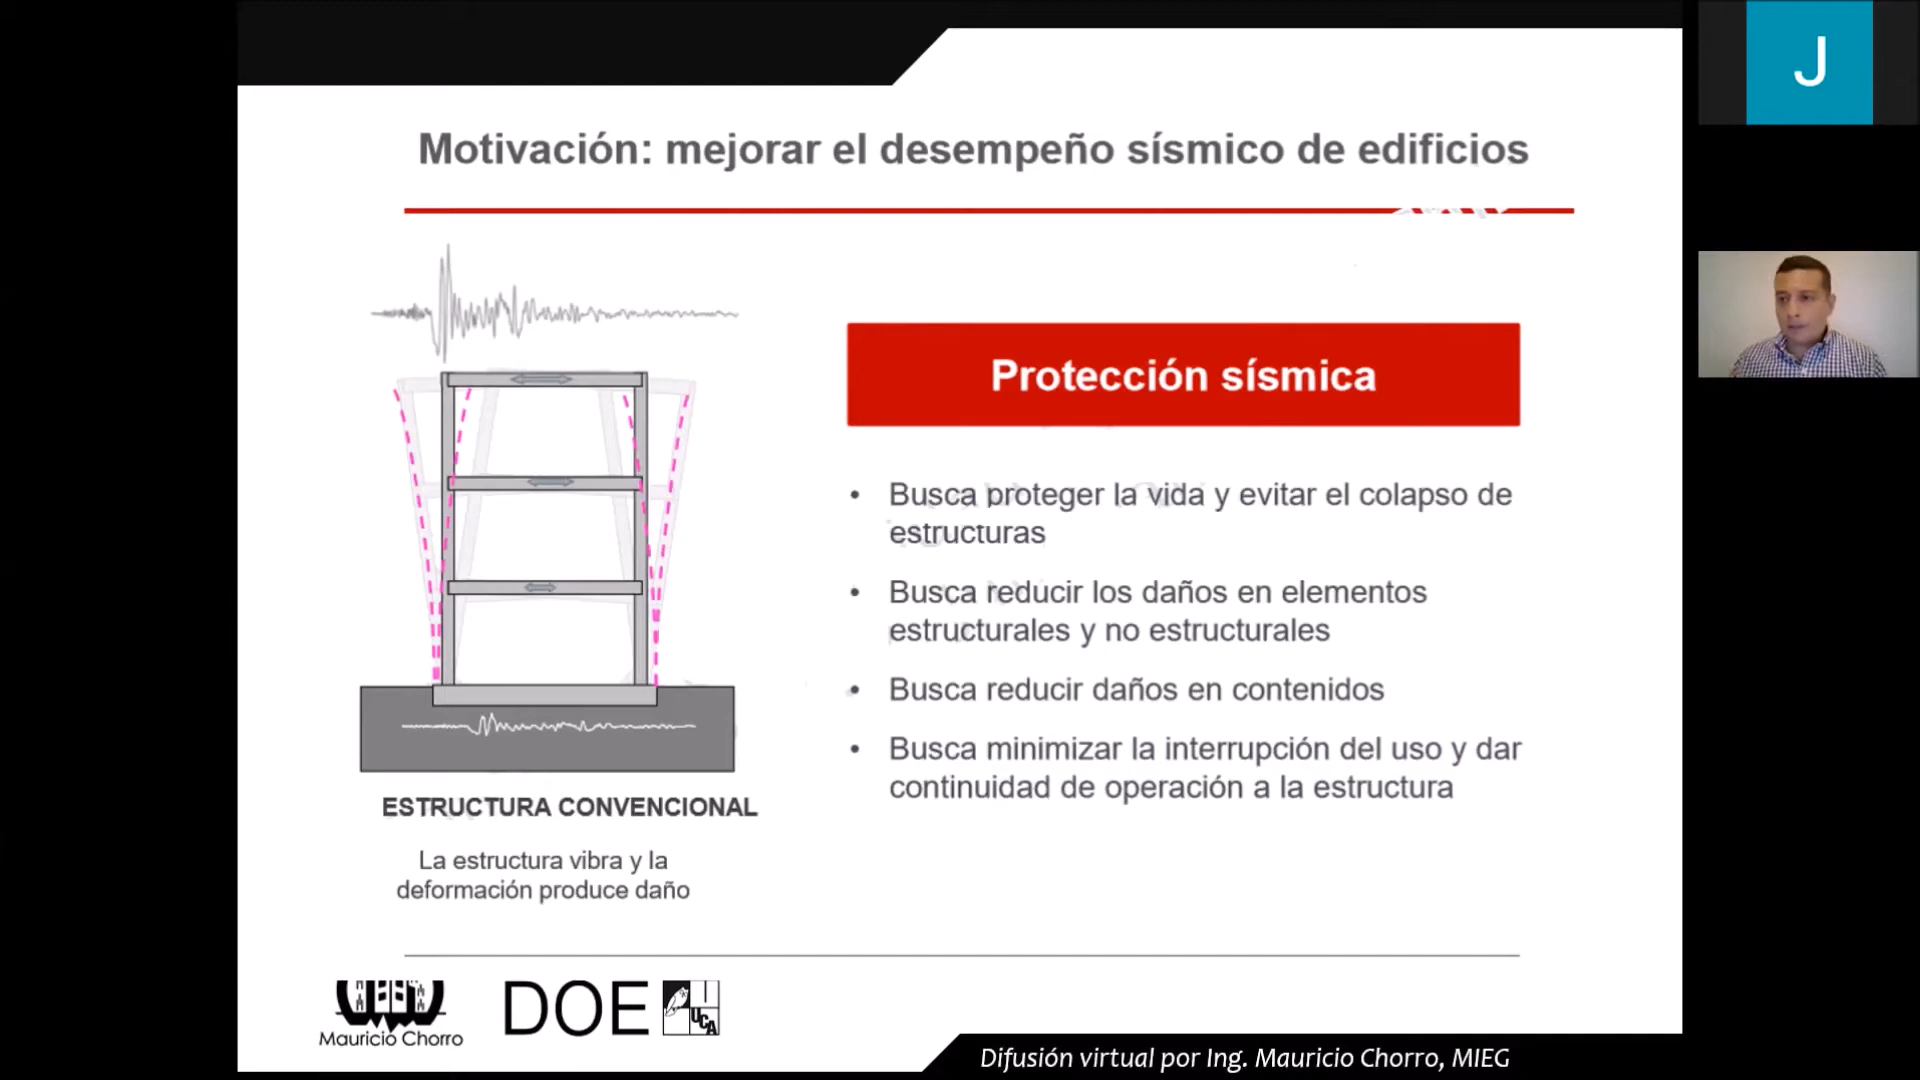 J
Motivación: mejorar el desempeño sísmico de edificios
Protección sísmica
• Busca proteger la vida y evitar el colapso de
estructuras
• Busca reducir los daños en elementos
estructurales y no estructurales
• Busca reducir daños en contenidos
• Busca minimizar la interrupción del uso y dar
continuidad de operación a la estructura
ESTRUCTURA CONVENCIONAL
La estructura vibra y la
deformación produce daño
Mauricio Chorro
DOE
UCA
Difusión virtual por Ing. Mauricio Chorro, MIEG